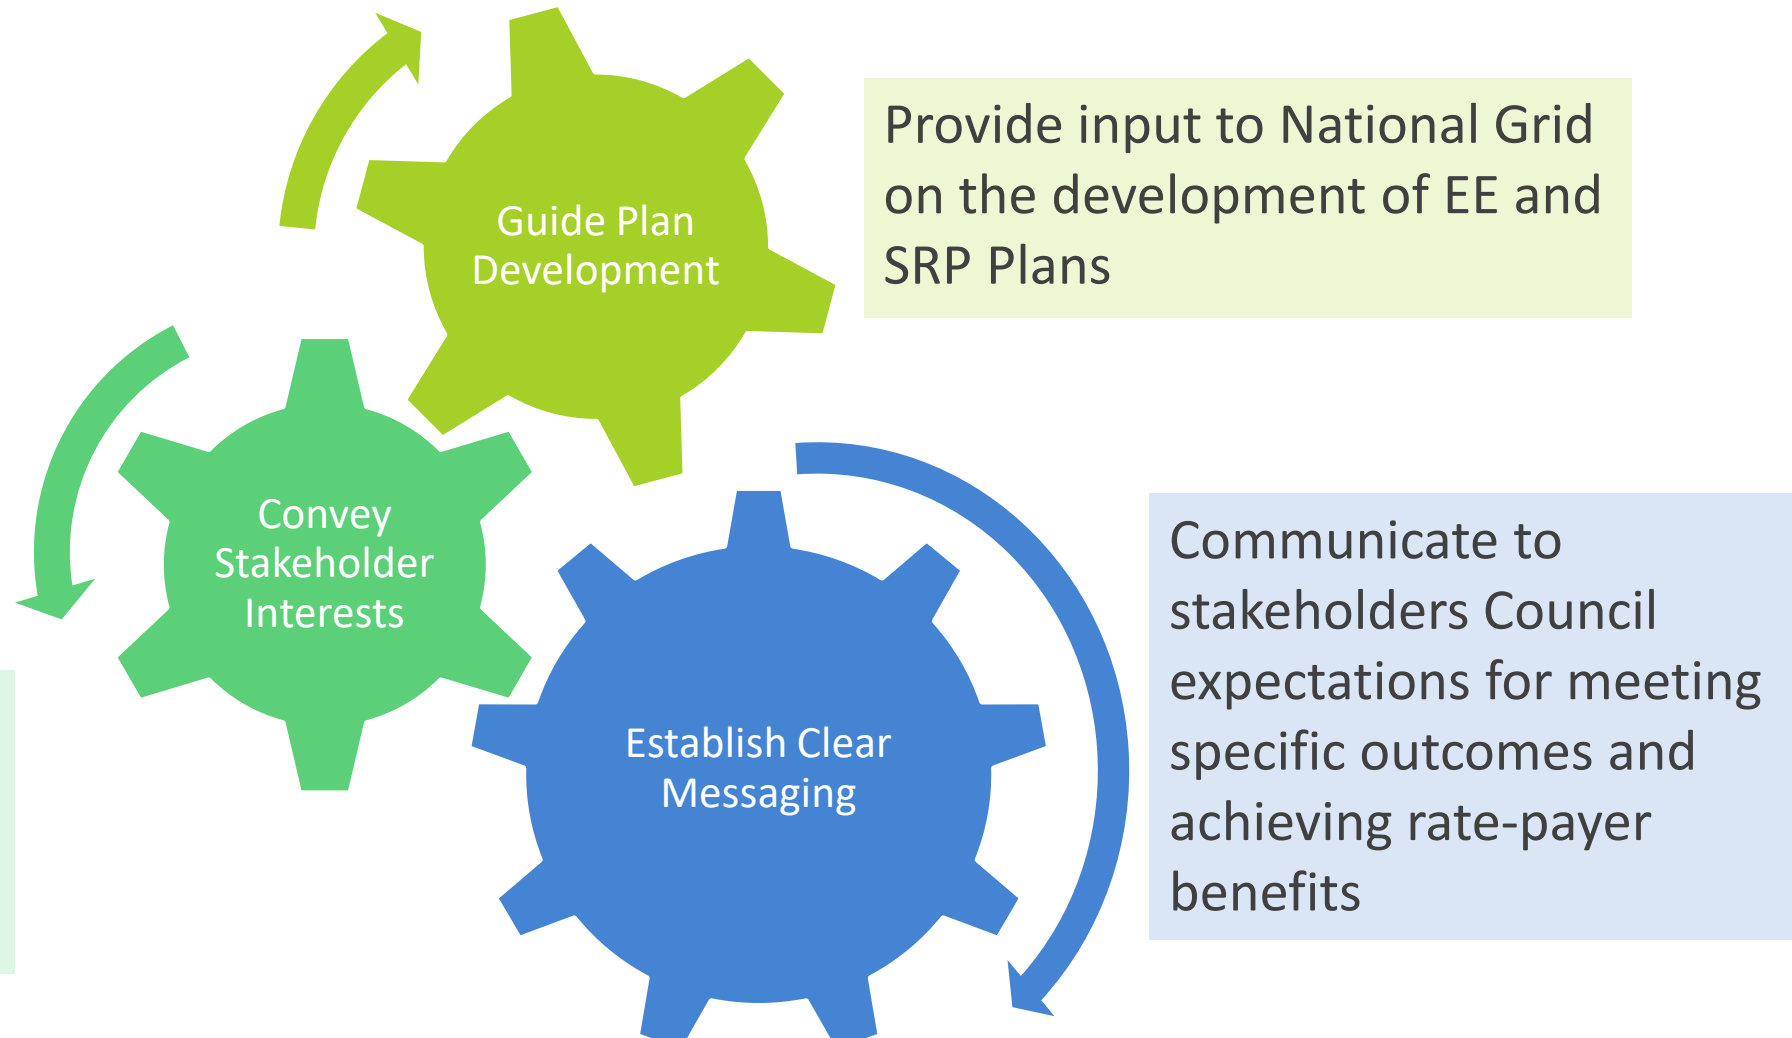 Guide Plan
Development
Provide input to National Grid
on the development of EE and
SRP Plans
Convey
Stakeholder
Interests
Establish Clear
Messaging
Communicate to
stakeholders Council
expectations for meeting
specific outcomes and
achieving rate-payer
benefits